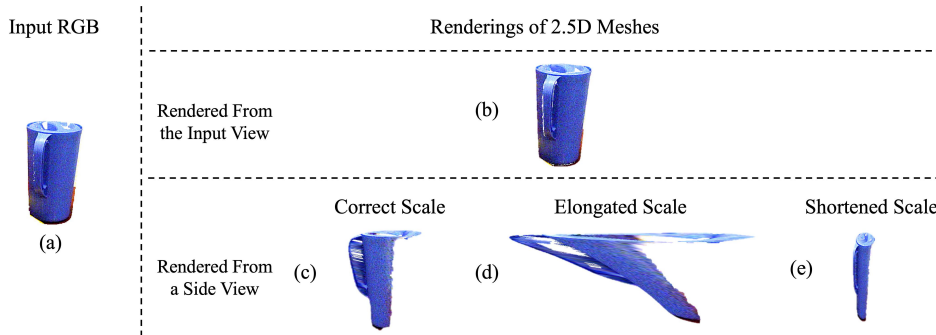 Input RGB
Renderings of 2.5D Meshes
Rendered From
the Input View
(b)
(a)
Correct Scale
Elongated Scale
Shortened Scale
Rendered From
a Side View
(c)
(d)
(e)